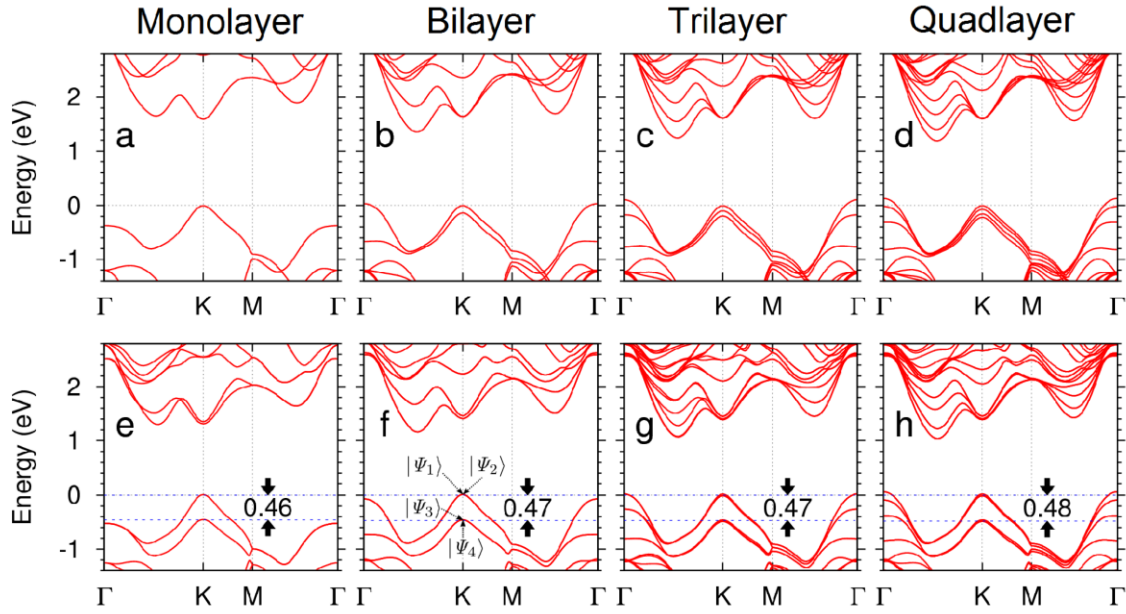 Monolayer Bilayer Trilayer Quadlayer
Energy (eV) 2 1 0 -1
a b c d
Γ K M Γ Γ K M Γ Γ K M Γ Γ K M Γ
Energy (eV) 2 1 0 -1
e f g h
|Ψ₁⟩ |Ψ₂⟩
0.46 |Ψ₃⟩ 0.47 0.47 0.48
|Ψ₄⟩
Γ K M Γ Γ K M Γ Γ K M Γ Γ K M Γ